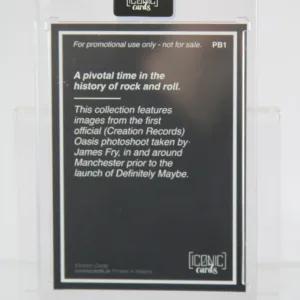 ICONIC
cards
For promotional use only - not for sale. PB1
A pivotal time in the
history of rock and roll.
This collection features
images from the first
official (Creation Records)
Oasis photoshoot taken by
James Fry, in and around
Manchester prior to the
launch of Definitely Maybe.
ICONIC
cards